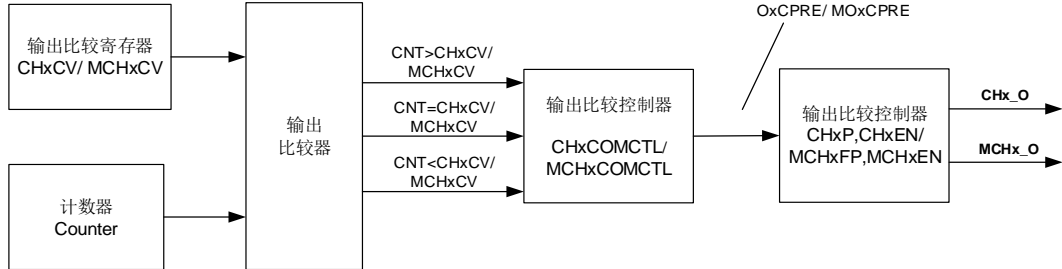 输出比较寄存器
CHxCV/ MCHxCV
计数器
Counter
输出
比较器
CNT>CHxCV/
MCHxCV
CNT=CHxCV/
MCHxCV
CNT<CHxCV/
MCHxCV
输出比较控制器
CHxCOMCTL/
MCHxCOMCTL
OxCPRE/ MOxCPRE
输出比较控制器
CHxP,CHxEN/
MCHxFP,MCHxEN
CHx_O
MCHx_O